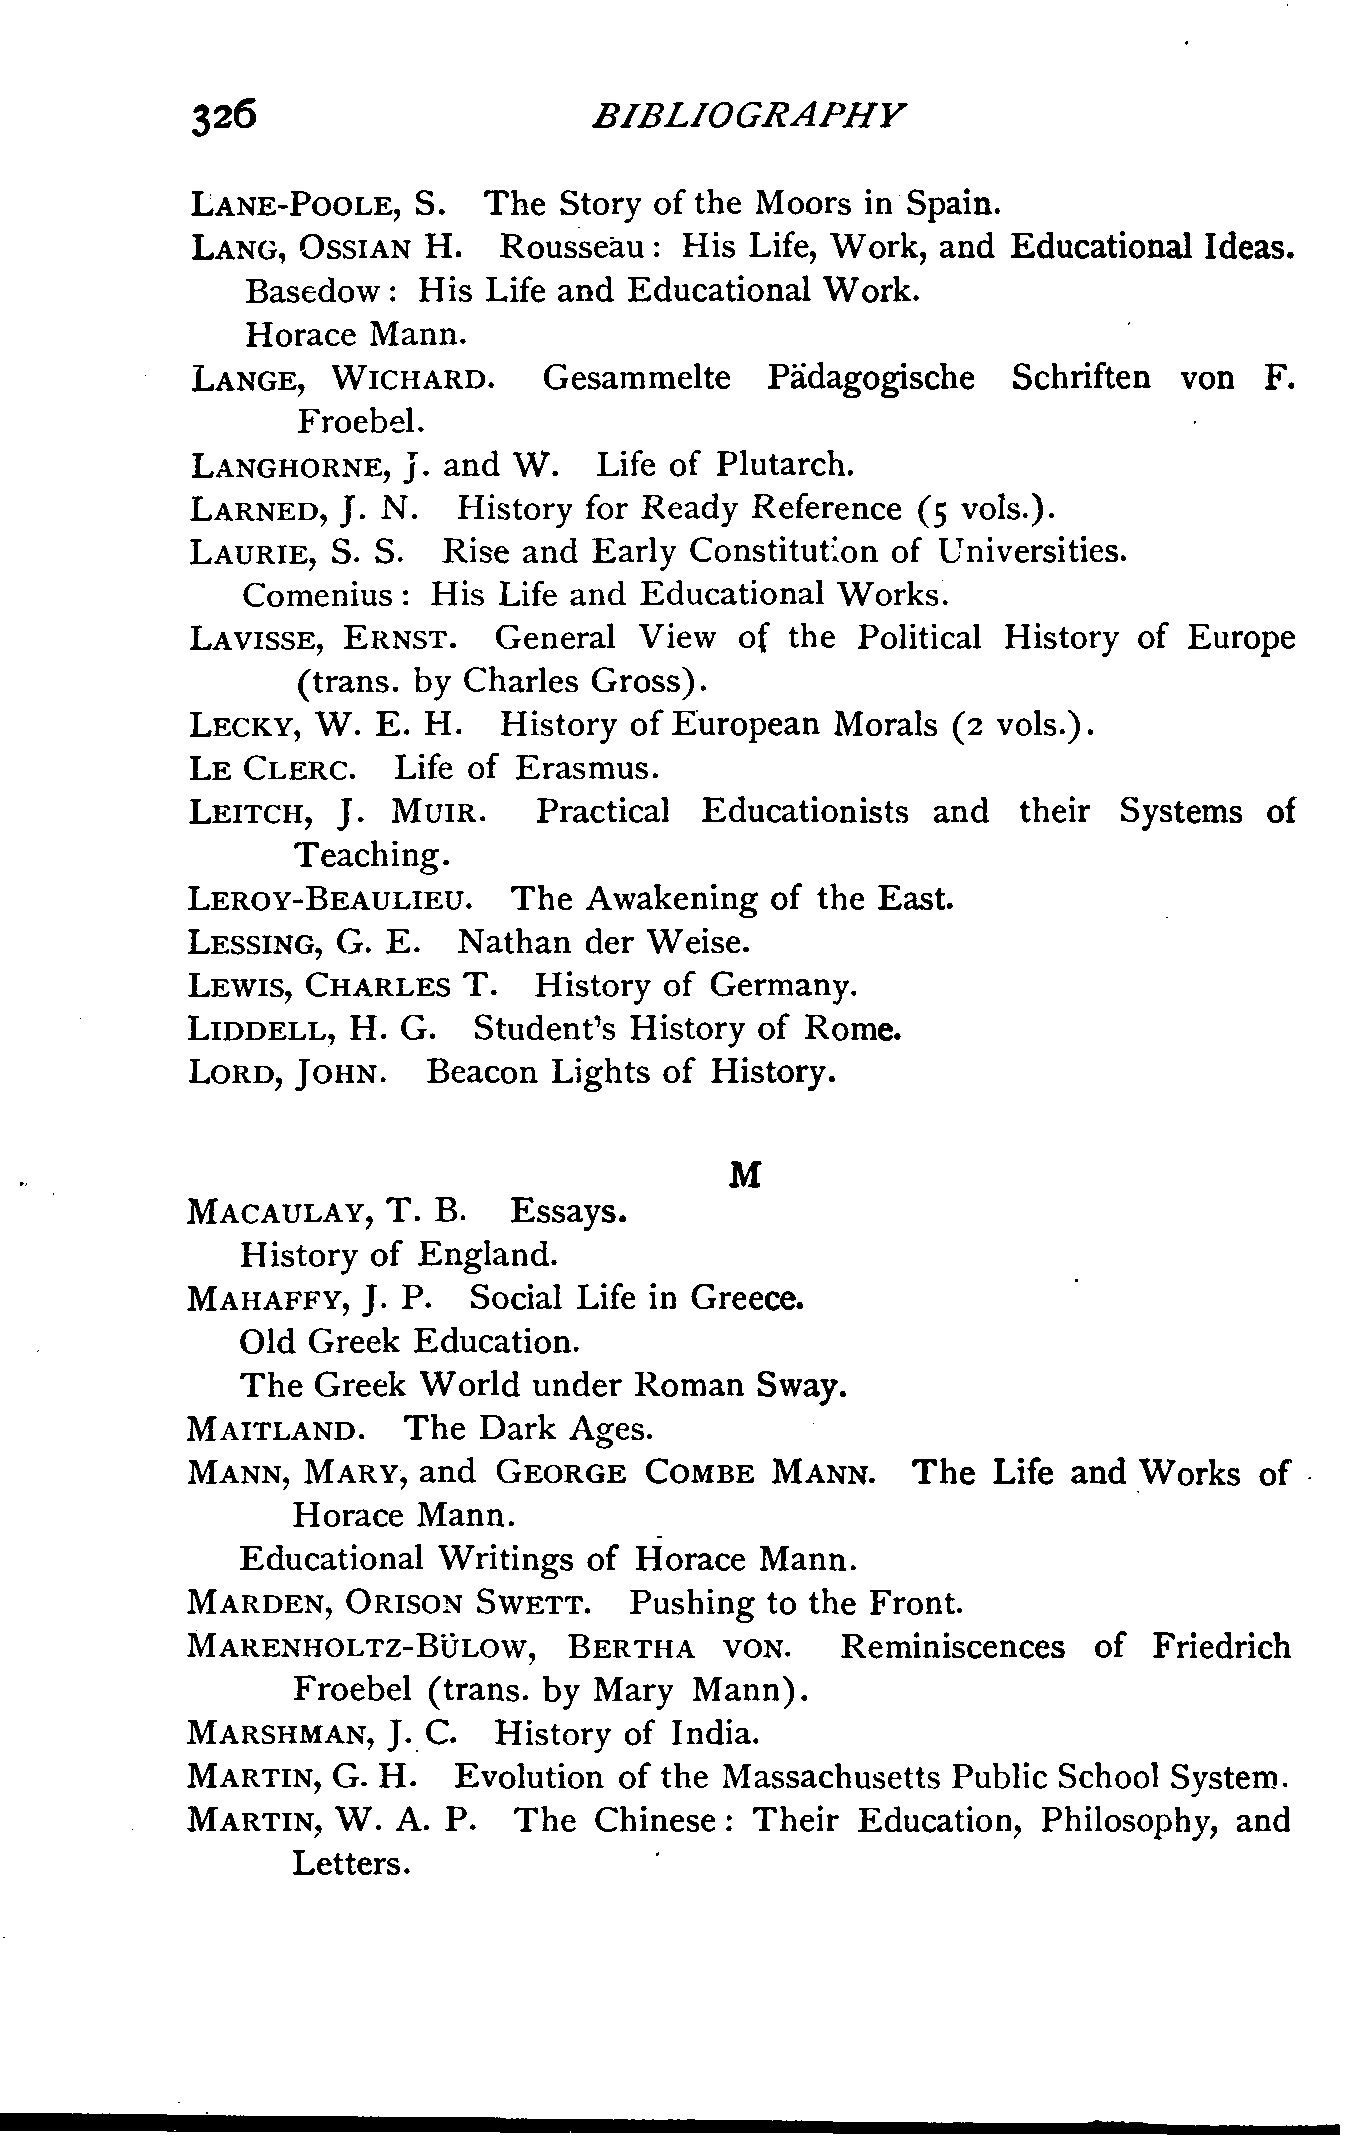 326 BIBLIOGRAPHY
LANE-POOLE, S. The Story of the Moors in Spain.
LANG, OSSIAN H. Rousseau: His Life, Work, and Educational Ideas.
Basedow: His Life and Educational Work.
Horace Mann.
LANGE, WICHARD. Gesammelte Pädagogische Schriften von F.
Froebel.
LANGHORNE, J. and W. Life of Plutarch.
LARNED, J. N. History for Ready Reference (5 vols.).
LAURIE, S. S. Rise and Early Constitution of Universities.
Comenius: His Life and Educational Works.
LAVISSE, ERNST. General View of the Political History of Europe
(trans. by Charles Gross).
LECKY, W. E. H. History of European Morals (2 vols.).
LE CLERC. Life of Erasmus.
LEITCH, J. MUIR. Practical Educationists and their Systems of
Teaching.
LEROY-BEAULIEU. The Awakening of the East.
LESSING, G. E. Nathan der Weise.
LEWIS, CHARLES T. History of Germany.
LIDDELL, H. G. Student's History of Rome.
LORD, JOHN. Beacon Lights of History.
M
MACAULAY, T. B. Essays.
History of England.
MAHAFFY, J. P. Social Life in Greece.
Old Greek Education.
The Greek World under Roman Sway.
MAITLAND. The Dark Ages.
MANN, MARY, and GEORGE COMBE MANN. The Life and Works of
Horace Mann.
Educational Writings of Horace Mann.
MARDEN, ORISON SWETT. Pushing to the Front.
MARENHOLTZ-BÜLOW, BERTHA VON. Reminiscences of Friedrich
Froebel (trans. by Mary Mann).
MARSHMAN, J. C. History of India.
MARTIN, G. H. Evolution of the Massachusetts Public School System.
MARTIN, W. A. P. The Chinese: Their Education, Philosophy, and
Letters.